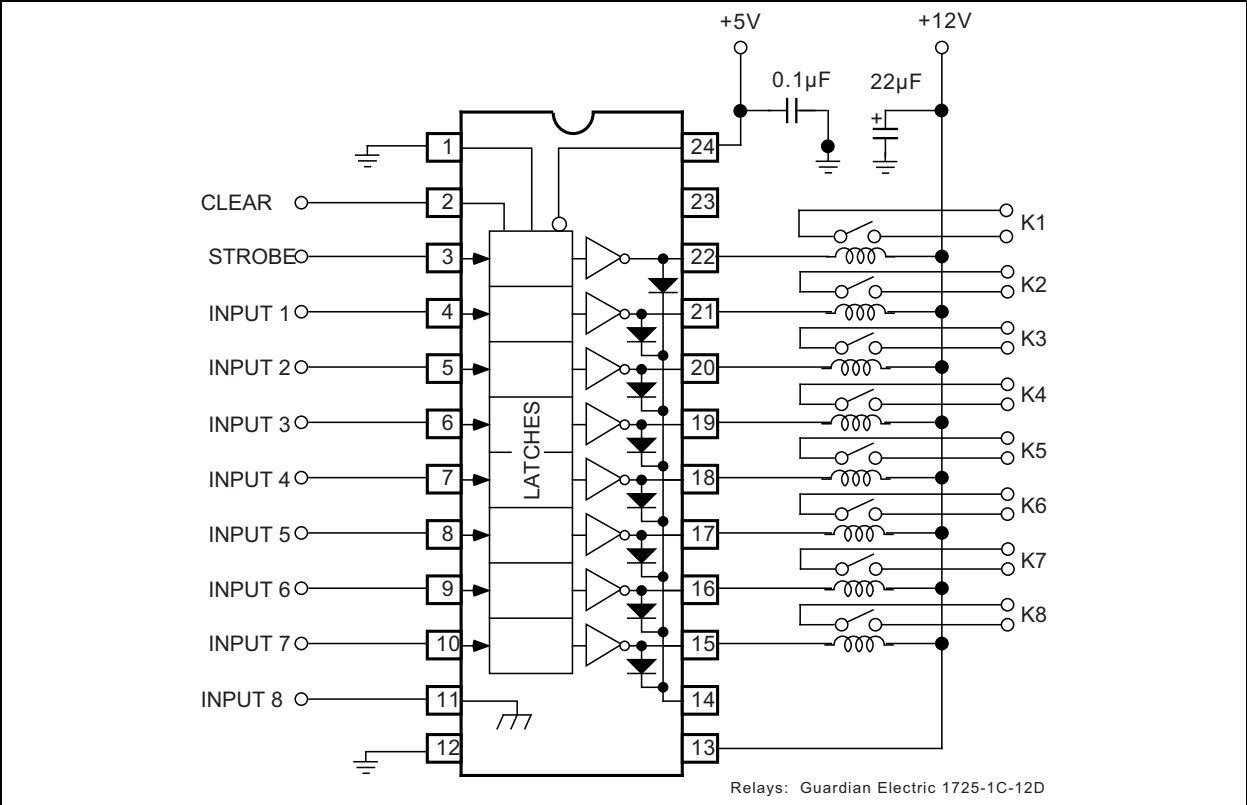 +5V
+12V
0.1µF
22µF
+
1
24
CLEAR
2
23
K1
STROBE
3
22
K2
INPUT 1
4
21
K3
INPUT 2
5
20
K4
INPUT 3
6
19
LATCHES
K5
INPUT 4
7
18
K6
INPUT 5
8
17
K7
INPUT 6
9
16
K8
INPUT 7
10
15
INPUT 8
11
14
12
13
Relays: Guardian Electric 1725-1C-12D